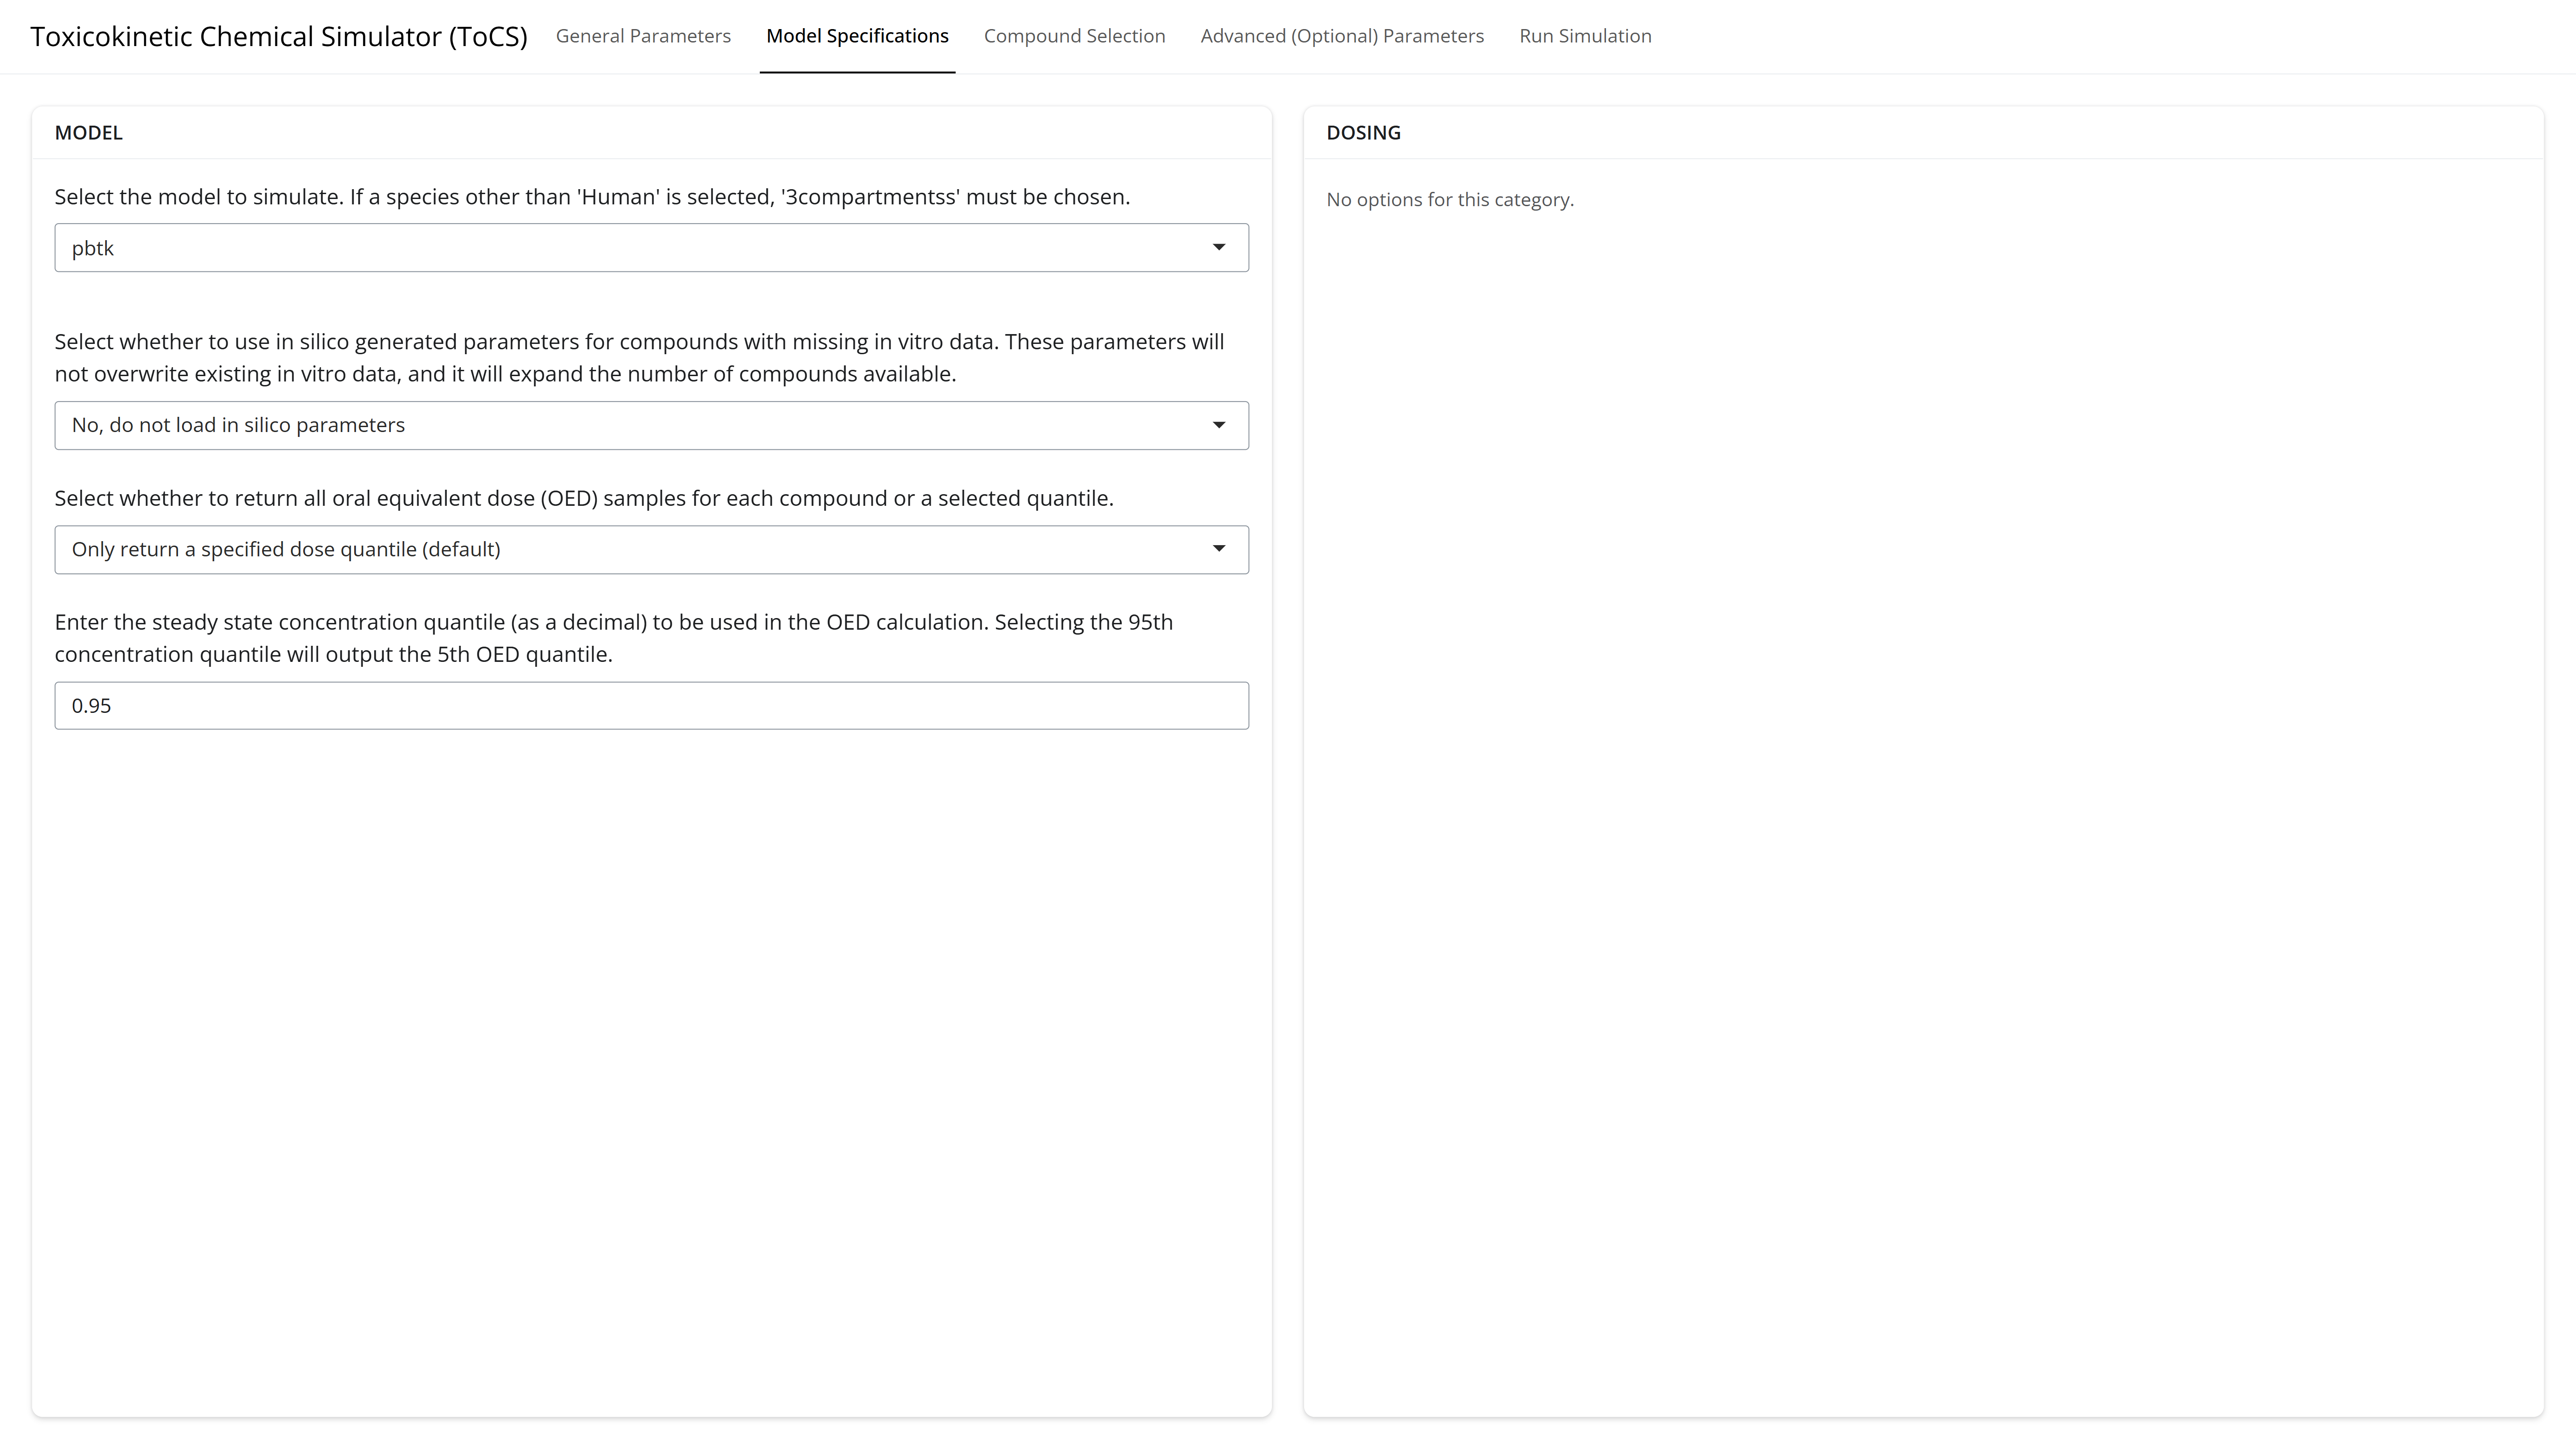 Toxicokinetic Chemical Simulator (ToCS)
General Parameters
Model Specifications
Compound Selection
Advanced (Optional) Parameters
Run Simulation
MODEL
Select the model to simulate. If a species other than 'Human' is selected, '3compartmentss' must be chosen.
pbtk
Select whether to use in silico generated parameters for compounds with missing in vitro data. These parameters will
not overwrite existing in vitro data, and it will expand the number of compounds available.
No, do not load in silico parameters
Select whether to return all oral equivalent dose (OED) samples for each compound or a selected quantile.
Only return a specified dose quantile (default)
Enter the steady state concentration quantile (as a decimal) to be used in the OED calculation. Selecting the 95th
concentration quantile will output the 5th OED quantile.
0.95
DOSING
No options for this category.